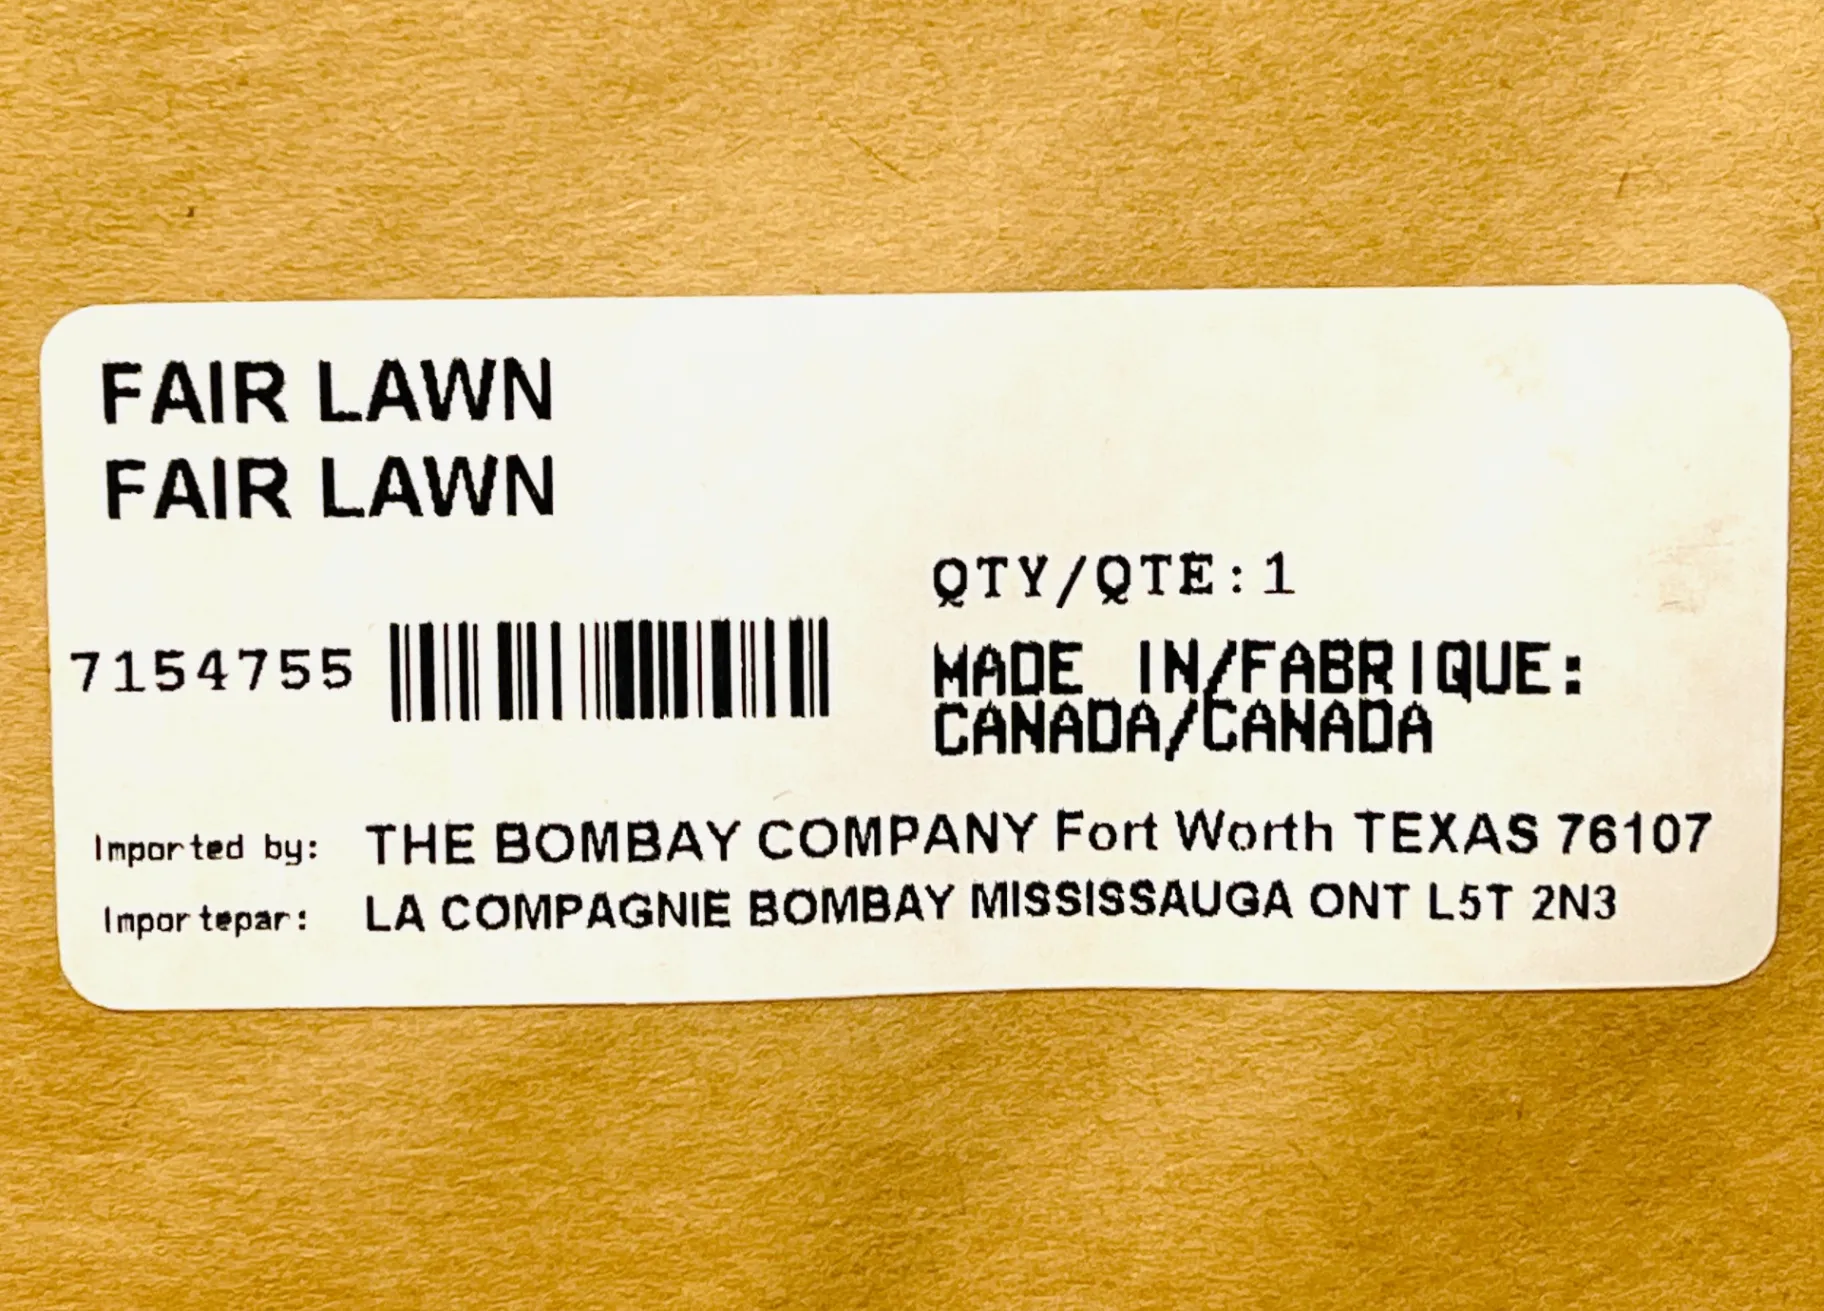 FAIR LAWN
FAIR LAWN
QTY/QTE:1
7154755
MADE IN/FABRIQUE:
CANADA/CANADA
Imported by: THE BOMBAY COMPANY Fort Worth TEXAS 76107
Importepar: LA COMPAGNIE BOMBAY MISSISSAUGA ONT L5T 2N3